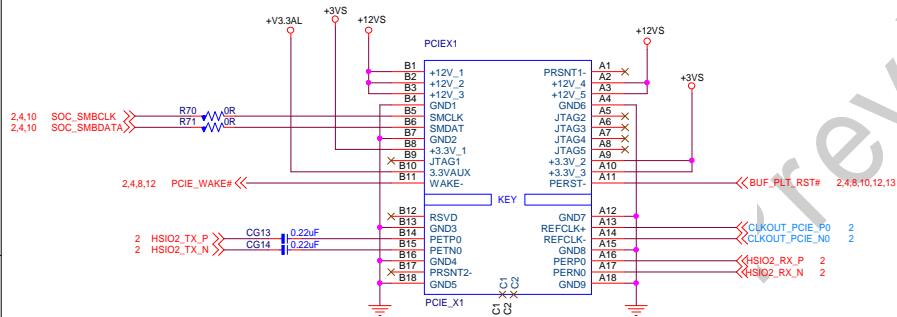 +3VS
+V3.3AL
+12VS
+12VS
+3VS
PCIEX1
B1 +12V_1 PRSNT1- A1
B2 +12V_2 +12V_4 A2
B3 +12V_3 +12V_5 A3
B4 GND1 GND6 A4
2,4,10 SOC_SMBCLK R70 0R B5 SMCLK JTAG2 A5
2,4,10 SOC_SMBDATA R71 0R B6 SMDAT JTAG3 A6
B7 GND2 JTAG4 A7
B8 +3.3V_1 JTAG5 A8
B9 JTAG1 +3.3V_2 A9
B10 3.3VAUX +3.3V_3 A10
2,4,8,12 PCIE_WAKE# B11 WAKE- PERST- A11 BUF_PLT_RST# 2,4,8,10,12,13
KEY
B12 RSVD GND7 A12
B13 GND3 REFCLK+ A13 CLKOUT_PCIE_P0 2
2 HSIO2_TX_P CG13 0.22uF B14 PETP0 REFCLK- A14 CLKOUT_PCIE_N0 2
2 HSIO2_TX_N CG14 0.22uF B15 PETN0 GND8 A15
B16 GND4 PERP0 A16 HSIO2_RX_P 2
B17 PRSNT2- PERN0 A17 HSIO2_RX_N 2
B18 GND5 GND9 A18
PCIE_X1
C1 C2
C1 C2